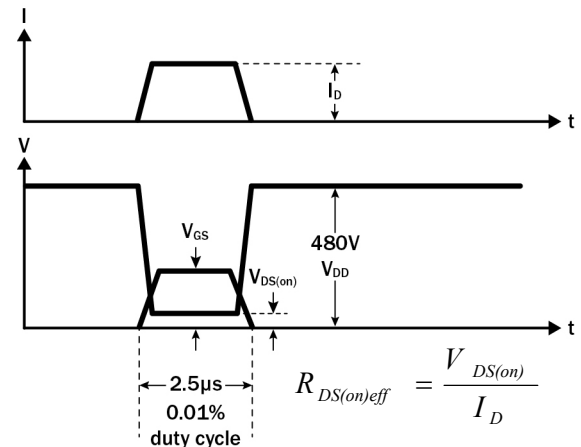 I
I_D
t
V
V_GS
480V
V_DD
V_DS(on)
t
2.5µs
0.01%
duty cycle
R_DS(on)eff = V_DS(on) / I_D